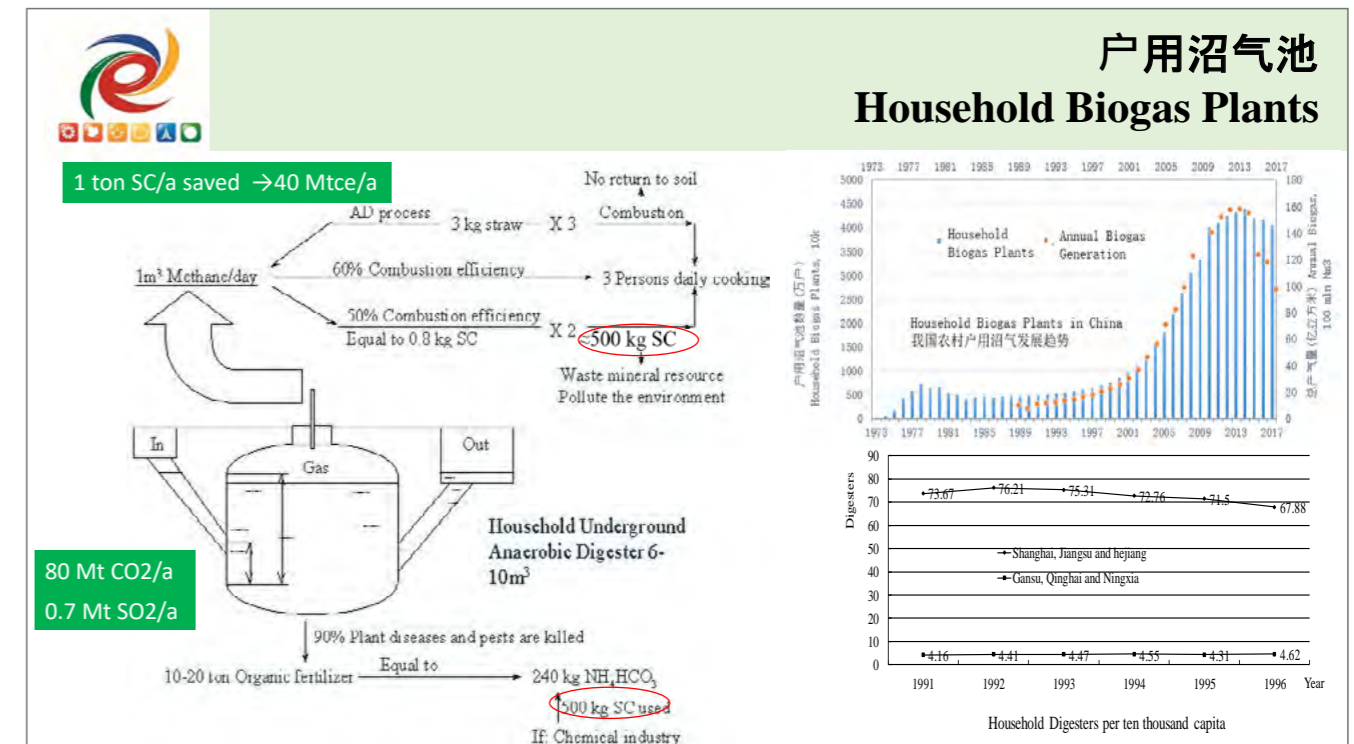 户用沼气池
Household Biogas Plants
1 ton SC/a saved →40 Mtce/a
No return to soil
AD process
3 kg straw
X 3
Combustion
1m³ Methane/day
60% Combustion efficiency
3 Persons daily cooking
50% Combustion efficiency
Equal to 0.8 kg SC
X 2
≈500 kg SC
Waste mineral resource
Pollute the environment
In
Out
Gas
Household Underground
Anaerobic Digester 6-
10m³
80 Mt CO2/a
0.7 Mt SO2/a
90% Plant diseases and pests are killed
10-20 ton Organic fertilizer
Equal to
240 kg NH₄HCO₃
500 kg SC used
If: Chemical industry
1973 1977 1981 1985 1989 1993 1997 2001 2005 2009 2013 2017
5000
4500
4000
3500
3000
2500
2000
1500
1000
500
0
180
160
140
120
100
80
60
40
20
0
户用沼气池数量(万户)
Household Biogas Plants, 10k
Household
Biogas Plants
Annual Biogas
Generation
Household Biogas Plants in China
我国农村户用沼气发展趋势
总产气量(亿立方米) Annual Biogas,
100 mln Nm3
1973 1977 1981 1985 1989 1993 1997 2001 2005 2009 2013 2017
Digesters
90
80
70
60
50
40
30
20
10
0
73.67 76.21 75.31 72.76 71.5 67.88
Shanghai, Jiangsu and hejiang
Gansu, Qinghai and Ningxia
4.16 4.41 4.47 4.55 4.31 4.62
1991 1992 1993 1994 1995 1996 Year
Household Digesters per ten thousand capita